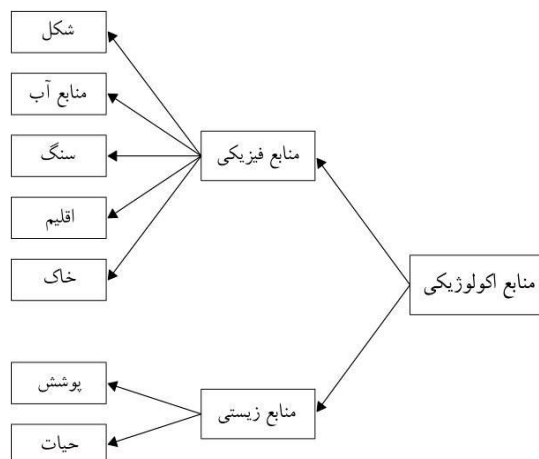 منابع اکولوژیکی
منابع فیزیکی
شکل
منابع آب
سنگ
اقلیم
خاک
منابع زیستی
پوشش
حیات